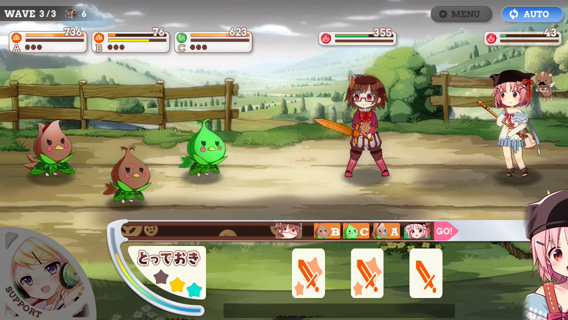 WAVE 3/3 6
MENU
AUTO
736
A
76
B
623
C
355
43
B
C
A
GO!
とっておき
SUPPORT